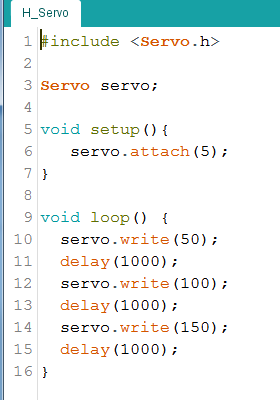 H_Servo
1 #include <Servo.h>
2
3 Servo servo;
4
5 void setup(){
6 servo.attach(5);
7 }
8
9 void loop() {
10 servo.write(50);
11 delay(1000);
12 servo.write(100);
13 delay(1000);
14 servo.write(150);
15 delay(1000);
16 }